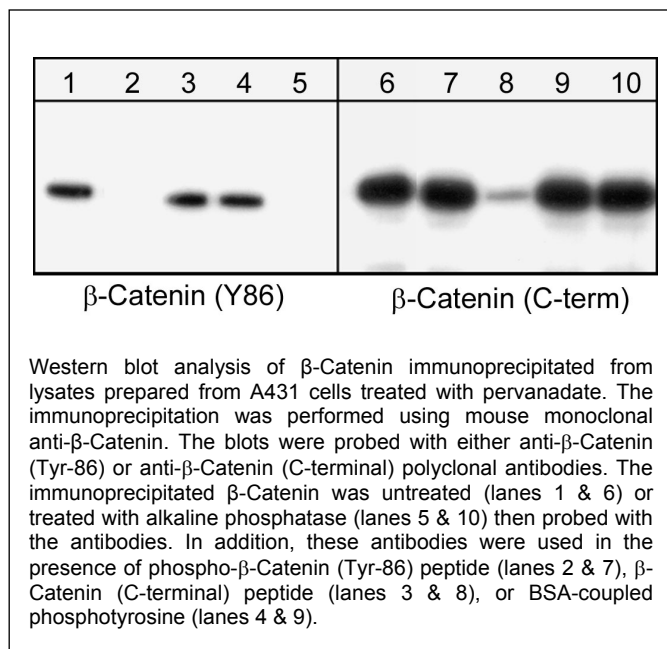 1 2 3 4 5 6 7 8 9 10
β-Catenin (Y86) β-Catenin (C-term)
Western blot analysis of β-Catenin immunoprecipitated from
lysates prepared from A431 cells treated with pervanadate. The
immunoprecipitation was performed using mouse monoclonal
anti-β-Catenin. The blots were probed with either anti-β-Catenin
(Tyr-86) or anti-β-Catenin (C-terminal) polyclonal antibodies. The
immunoprecipitated β-Catenin was untreated (lanes 1 & 6) or
treated with alkaline phosphatase (lanes 5 & 10) then probed with
the antibodies. In addition, these antibodies were used in the
presence of phospho-β-Catenin (Tyr-86) peptide (lanes 2 & 7), β-
Catenin (C-terminal) peptide (lanes 3 & 8), or BSA-coupled
phosphotyrosine (lanes 4 & 9).